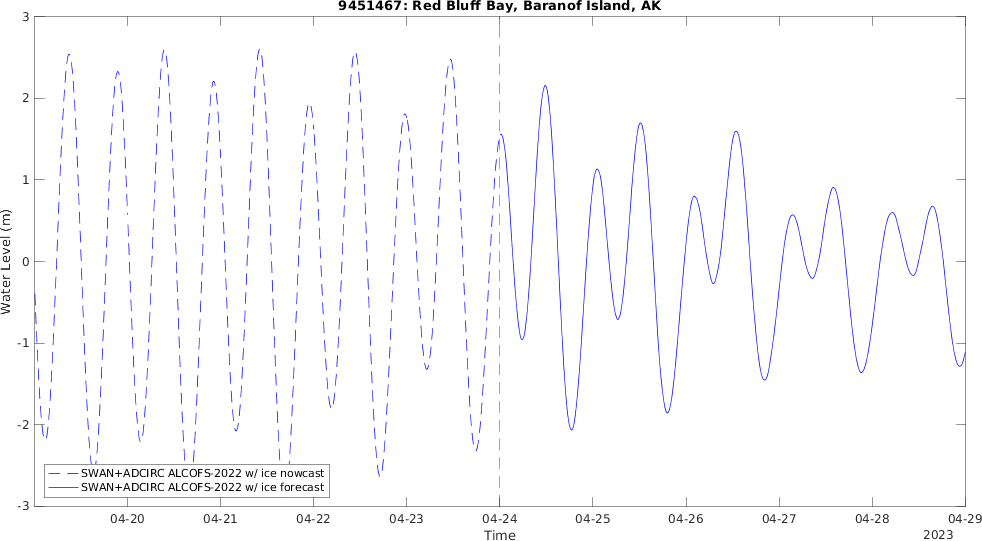 9451467: Red Bluff Bay, Baranof Island, AK
3
2
1
0
-1
-2
-3
Water Level (m)
SWAN+ADCIRC ALCOFS-2022 w/ ice nowcast
SWAN+ADCIRC ALCOFS-2022 w/ ice forecast
04-20 04-21 04-22 04-23 04-24 04-25 04-26 04-27 04-28 04-29
Time
2023